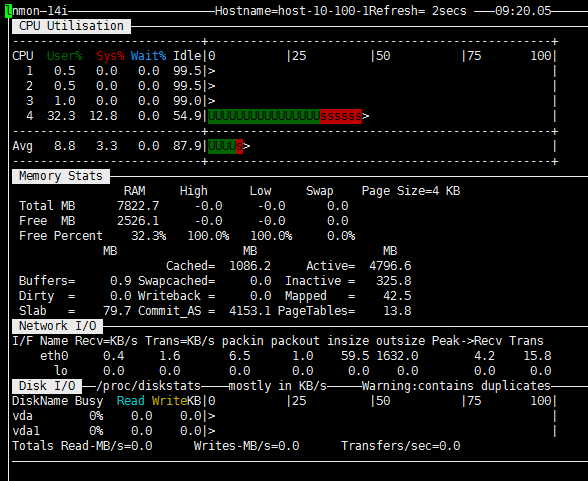 lnmon-14i Hostname=host-10-100-1Refresh= 2secs 09:20.05
CPU Utilisation
CPU User% Sys% Wait% Idle|0 |25 |50 |75 100|
1 0.5 0.0 0.0 99.5|> |
2 0.5 0.0 0.0 99.5|> |
3 1.0 0.0 0.0 99.0|> |
4 32.3 12.8 0.0 54.9|UUUUUUUUUUUUUUUUssssss> |
Avg 8.8 3.3 0.0 87.9|UUUUs> |
Memory Stats
RAM High Low Swap Page Size=4 KB
Total MB 7822.7 -0.0 -0.0 0.0
Free MB 2526.1 -0.0 -0.0 0.0
Free Percent 32.3% 100.0% 100.0% 0.0%
MB MB MB
Cached= 1086.2 Active= 4796.6
Buffers= 0.9 Swapcached= 0.0 Inactive = 325.8
Dirty = 0.0 Writeback = 0.0 Mapped = 42.5
Slab = 79.7 Commit_AS = 4153.1 PageTables= 13.8
Network I/O
I/F Name Recv=KB/s Trans=KB/s packin packout insize outsize Peak->Recv Trans
eth0 0.4 1.6 6.5 1.0 59.5 1632.0 4.2 15.8
lo 0.0 0.0 0.0 0.0 0.0 0.0 0.0 0.0
Disk I/O /proc/diskstats mostly in KB/s Warning:contains duplicates
DiskName Busy Read WriteKB|0 |25 |50 |75 100|
vda 0% 0.0 0.0|> |
vda1 0% 0.0 0.0|> |
Totals Read-MB/s=0.0 Writes-MB/s=0.0 Transfers/sec=0.0